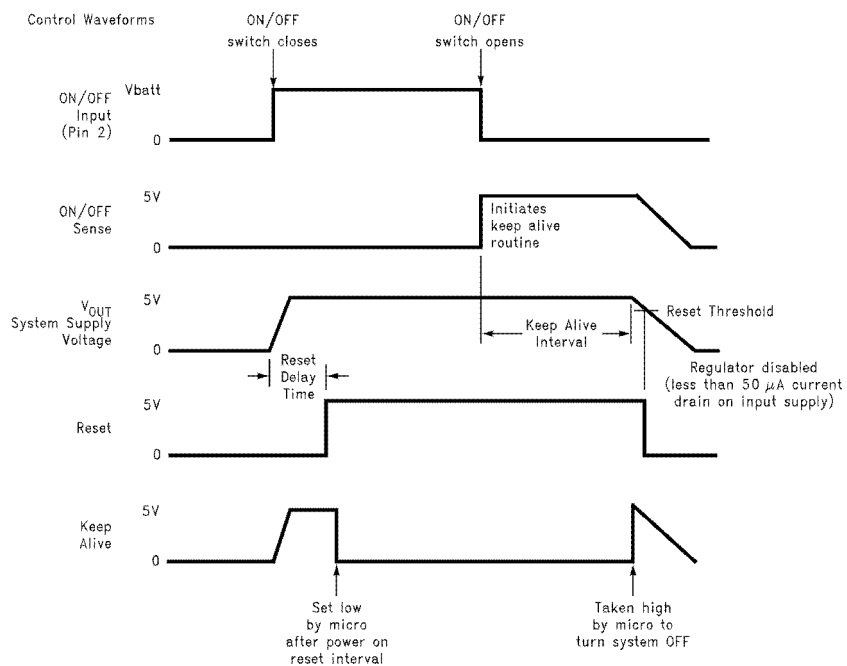 Control Waveforms
ON/OFF
switch closes
ON/OFF
switch opens
ON/OFF
Input
(Pin 2)
Vbatt
0
ON/OFF
Sense
5V
0
Initiates
keep alive
routine
VOUT
System Supply
Voltage
5V
0
Reset
Delay
Time
Keep Alive
Interval
Reset Threshold
Regulator disabled
(less than 50 μA current
drain on input supply)
Reset
5V
0
Keep
Alive
5V
0
Set low
by micro
after power on
reset interval
Taken high
by micro to
turn system OFF